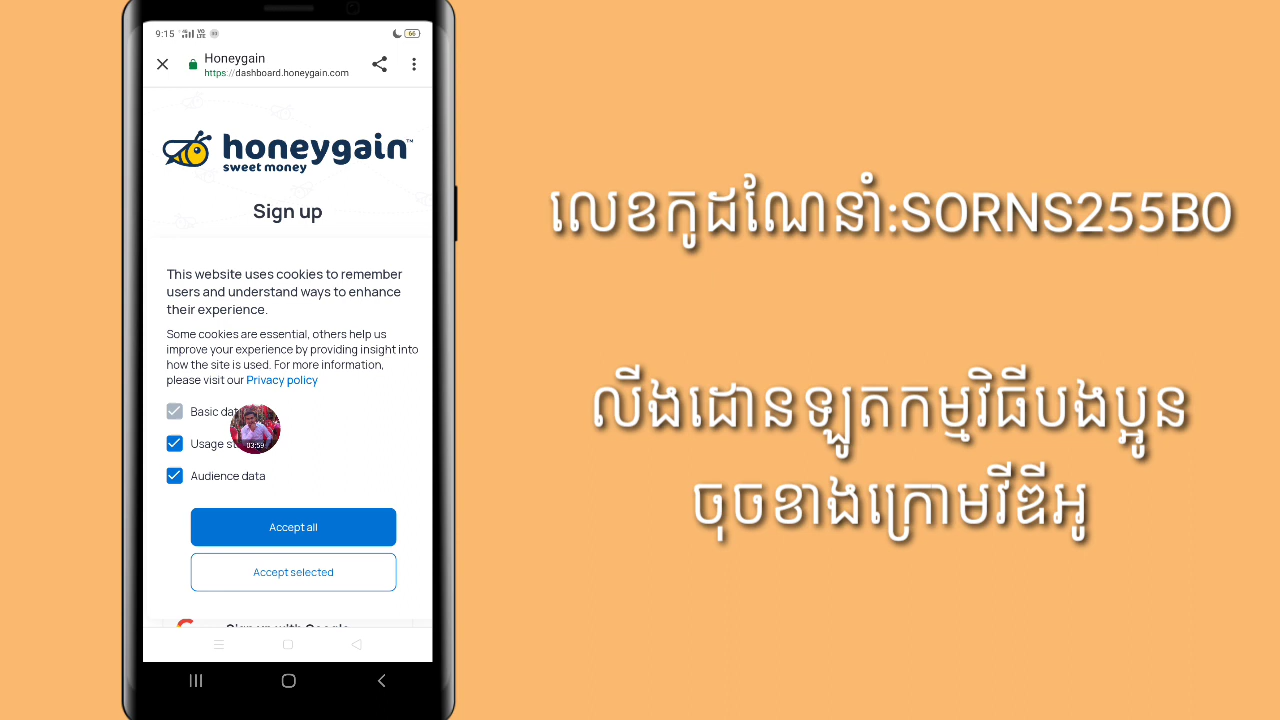 9:15
66
Honeygain
https://dashboard.honeygain.com
honeygain™
sweet money
Sign up
This website uses cookies to remember
users and understand ways to enhance
their experience.
Some cookies are essential, others help us
improve your experience by providing insight into
how the site is used. For more information,
please visit our Privacy policy
Basic
03:59
Usage
Audience data
Accept all
Accept selected
លេខកូដណែនាំ:SORNS255B0
លីងដោនឡូតកម្មវិធីបងប្អូន
ចុចខាងក្រោមវីឌីអូ